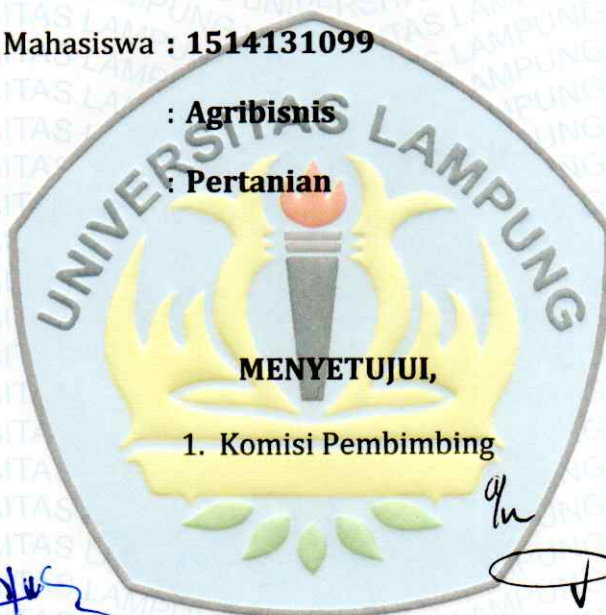 Mahasiswa : 1514131099
: Agribisnis
: Pertanian
UNIVERSITAS LAMPUNG
MENYETUJUI,
1. Komisi Pembimbing
a/n